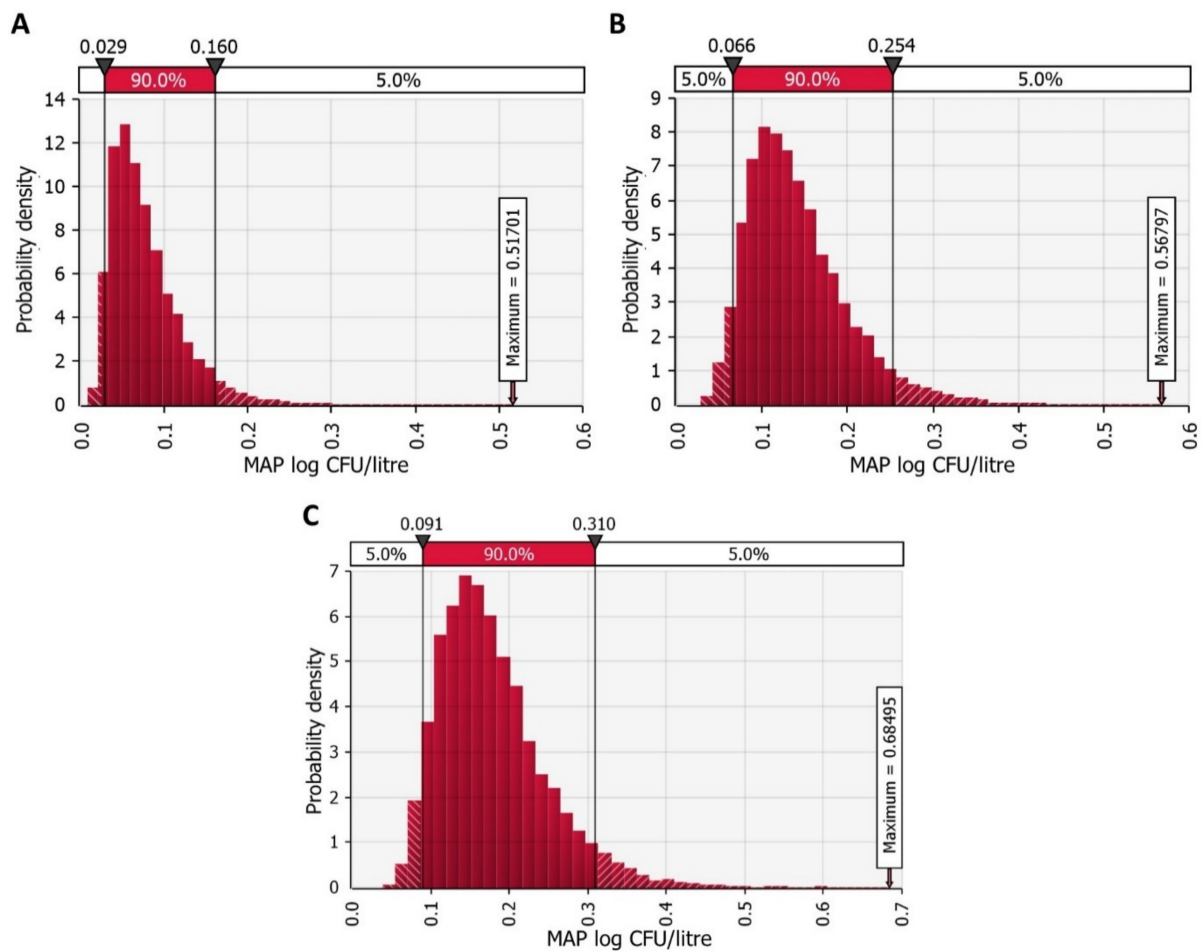 A
0.029 0.160
90.0% 5.0%
14
12
10
8
6
4
2
0
Probability density
Maximum = 0.51701
0.0 0.1 0.2 0.3 0.4 0.5 0.6
MAP log CFU/litre
B
0.066 0.254
5.0% 90.0% 5.0%
9
8
7
6
5
4
3
2
1
0
Probability density
Maximum = 0.56797
0.0 0.1 0.2 0.3 0.4 0.5 0.6
MAP log CFU/litre
C
0.091 0.310
5.0% 90.0% 5.0%
7
6
5
4
3
2
1
0
Probability density
Maximum = 0.68495
0.0 0.1 0.2 0.3 0.4 0.5 0.6 0.7
MAP log CFU/litre